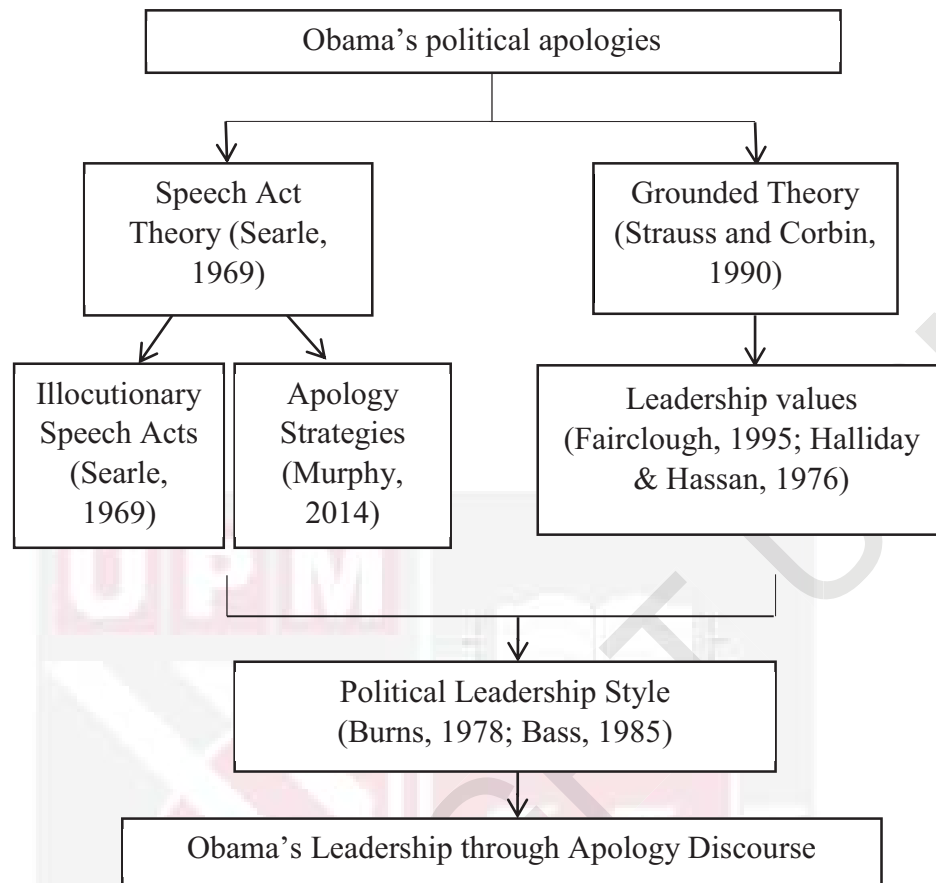 Obama’s political apologies
Speech Act
Theory (Searle,
1969)
Grounded Theory
(Strauss and Corbin,
1990)
Illocutionary
Speech Acts
(Searle,
1969)
Apology
Strategies
(Murphy,
2014)
Leadership values
(Fairclough, 1995; Halliday
& Hassan, 1976)
UPM
Political Leadership Style
(Burns, 1978; Bass, 1985)
Obama’s Leadership through Apology Discourse